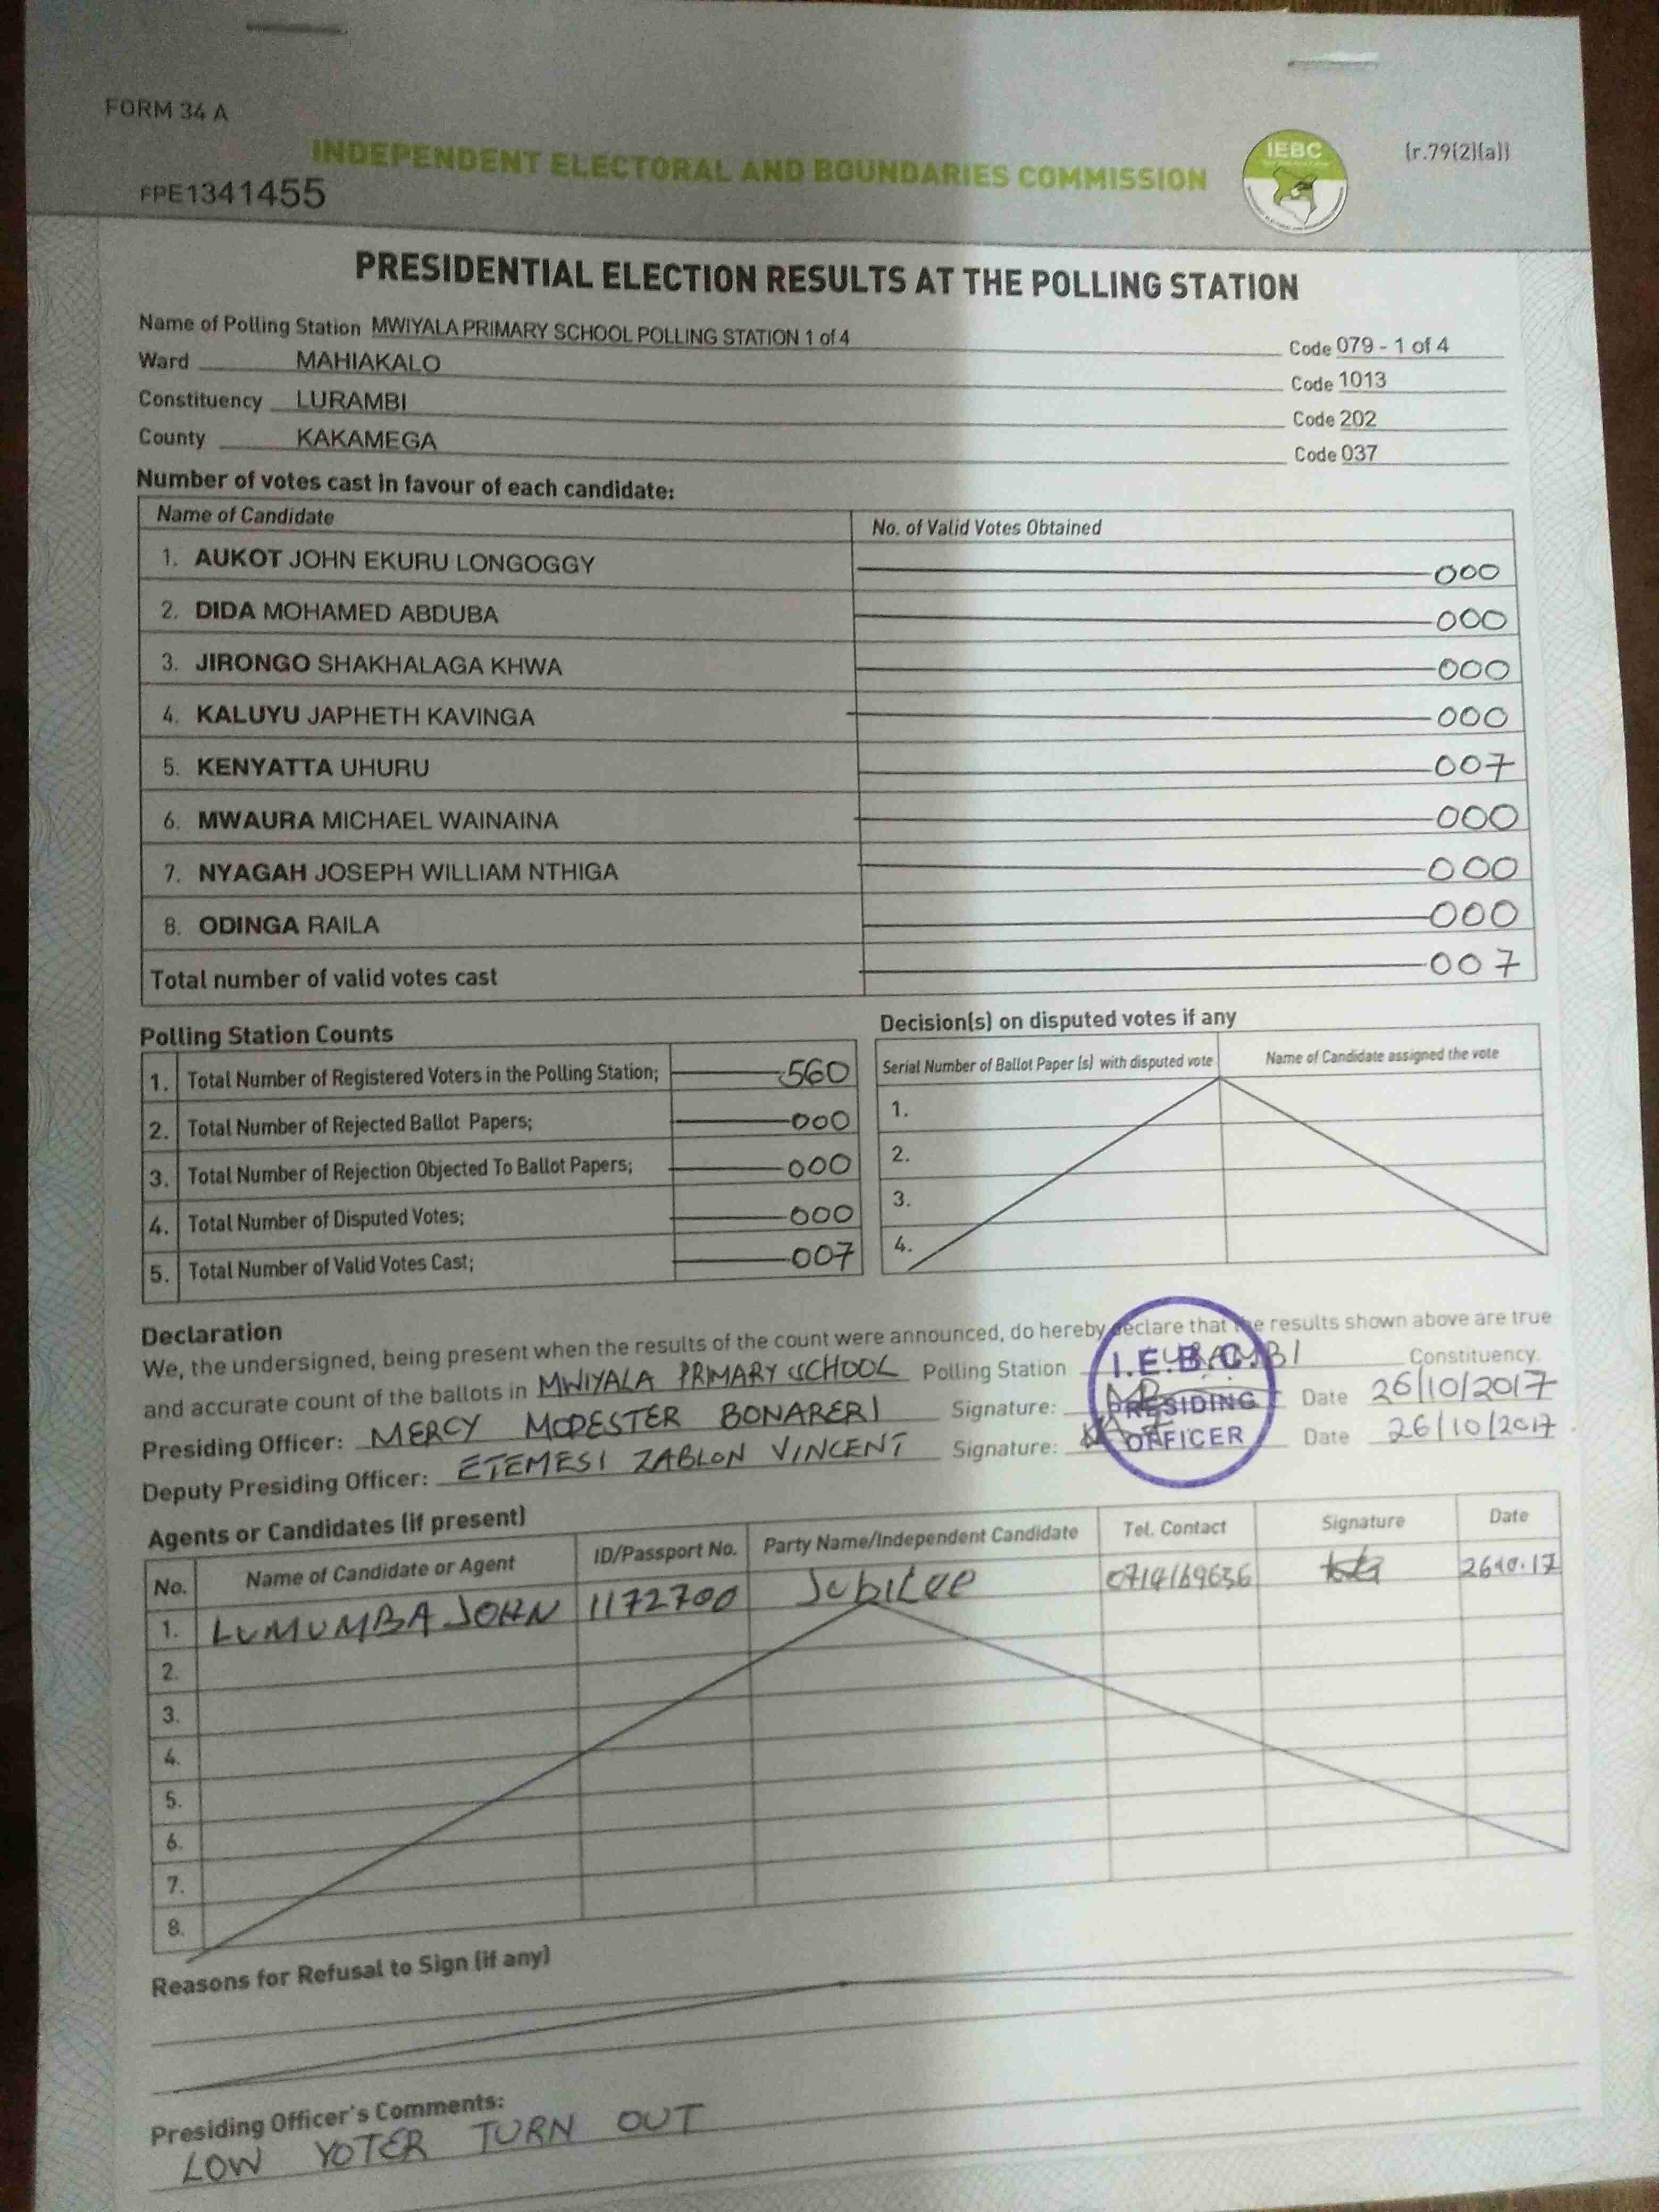 FORM 34 A
INDEPENDENT ELECTORAL AND BOUNDARIES COMMISSION
IEBC
(r.79(2)(a))
FPE1341455
PRESIDENTIAL ELECTION RESULTS AT THE POLLING STATION
Name of Polling Station MWIYALA PRIMARY SCHOOL POLLING STATION 1 of 4 Code 079 - 1 of 4
Ward MAHIAKALO Code 1013
Constituency LURAMBI Code 202
County KAKAMEGA Code 037
Number of votes cast in favour of each candidate:
Name of Candidate No. of Valid Votes Obtained
1. AUKOT JOHN EKURU LONGOGGY 000
2. DIDA MOHAMED ABDUBA 000
3. JIRONGO SHAKHALAGA KHWA 000
4. KALUYU JAPHETH KAVINGA 000
5. KENYATTA UHURU 007
6. MWAURA MICHAEL WAINAINA 000
7. NYAGAH JOSEPH WILLIAM NTHIGA 000
8. ODINGA RAILA 000
Total number of valid votes cast 007
Polling Station Counts
1. Total Number of Registered Voters in the Polling Station; 560
2. Total Number of Rejected Ballot Papers; 000
3. Total Number of Rejection Objected To Ballot Papers; 000
4. Total Number of Disputed Votes; 000
5. Total Number of Valid Votes Cast; 007
Decision(s) on disputed votes if any
Serial Number of Ballot Paper (s) with disputed vote Name of Candidate assigned the vote
1.
2.
3.
4.
Declaration
We, the undersigned, being present when the results of the count were announced, do hereby declare that the results shown above are true
and accurate count of the ballots in MWIYALA PRIMARY SCHOOL Polling Station LURAMBI Constituency.
Presiding Officer: MERCY MODESTER BONARERI Signature: Date 26/10/2017
Deputy Presiding Officer: ETEMESI ZABLON VINCENT Signature: Date 26/10/2017
I.E.B.C.
PRESIDING
OFFICER
Agents or Candidates (if present)
No. Name of Candidate or Agent ID/Passport No. Party Name/Independent Candidate Tel. Contact Signature Date
1. LUMUMBA JOHN 1172700 Jubilee 0714169636 26.10.17
2.
3.
4.
5.
6.
7.
8.
Reasons for Refusal to Sign (if any)
Presiding Officer's Comments:
LOW VOTER TURN OUT